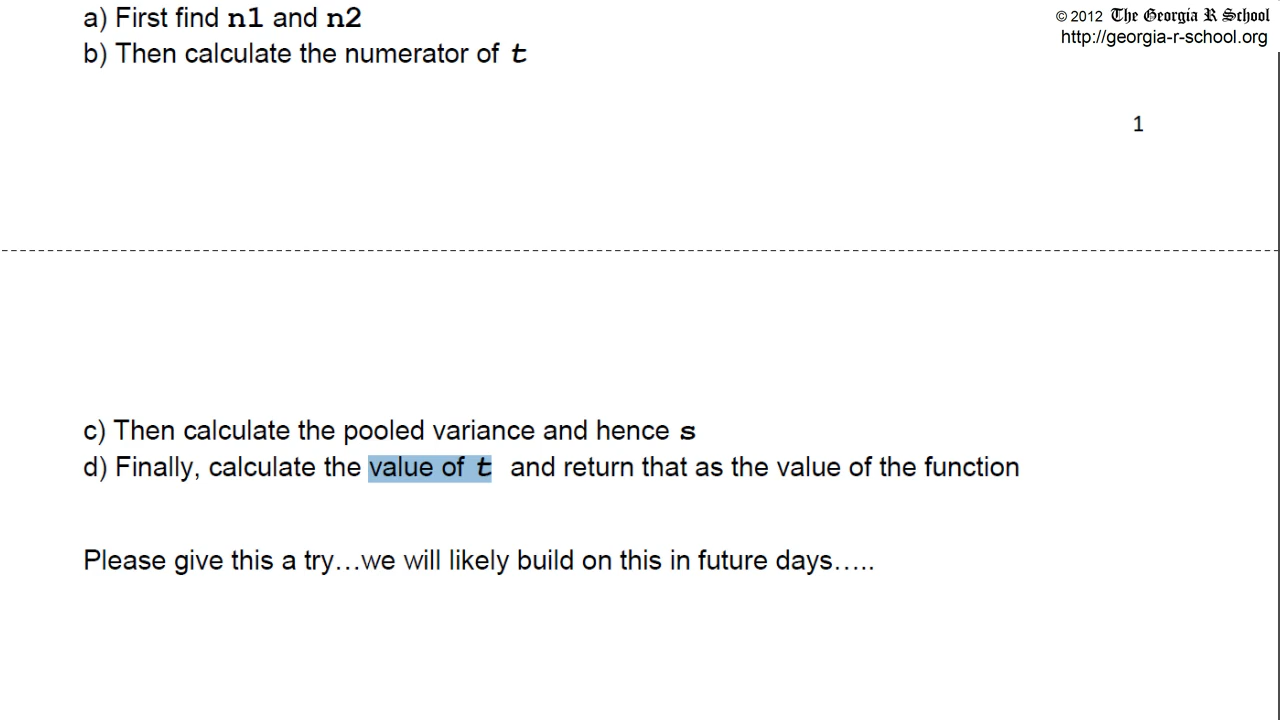 a) First find n1 and n2
b) Then calculate the numerator of t
© 2012 The Georgia R School
http://georgia-r-school.org
1
c) Then calculate the pooled variance and hence s
d) Finally, calculate the value of t and return that as the value of the function
Please give this a try…we will likely build on this in future days…..